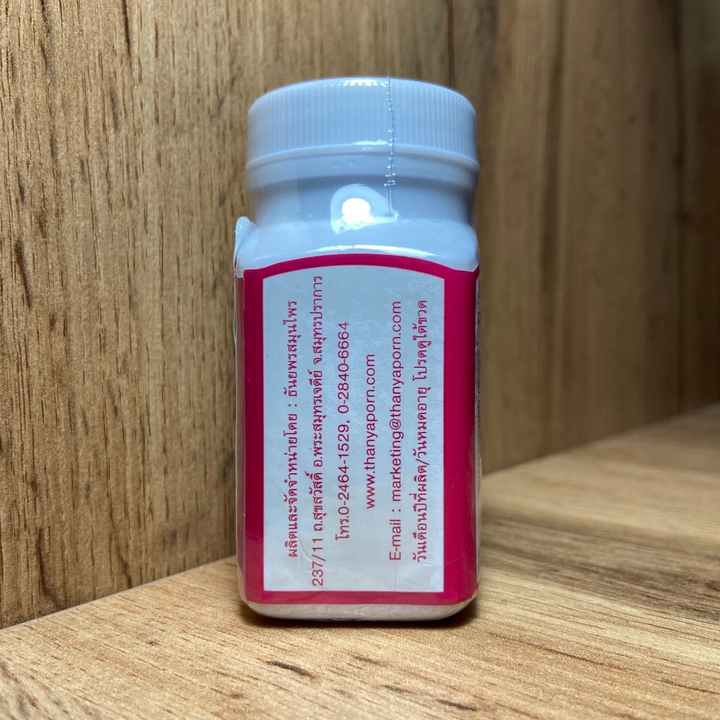 ผลิตและจัดจำหน่ายโดย : ธันยพรสมุนไพร
237/11 ถ.สุขสวัสดิ์ อ.พระสมุทรเจดีย์ จ.สมุทรปราการ
โทร.0-2464-1529, 0-2840-6664
www.thanyaporn.com
E-mail : marketing@thanyaporn.com
วันเดือนปีที่ผลิต/วันหมดอายุ โปรดดูใต้ขวด